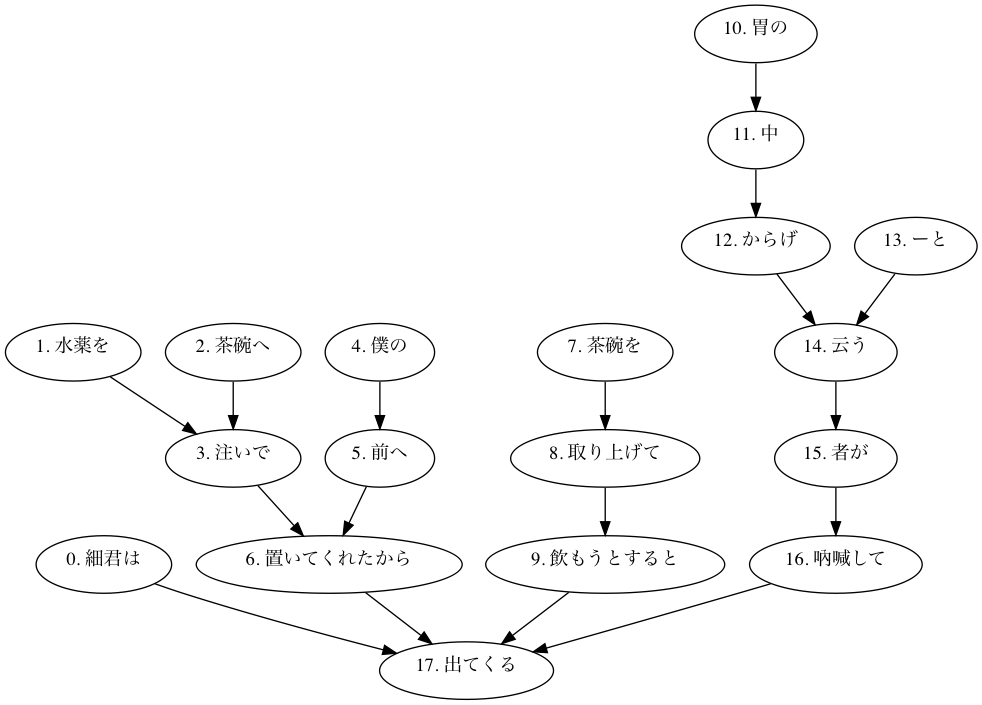 10. 胃の
11. 中
12. からげ
13. ーと
1. 水薬を
2. 茶碗へ
4. 僕の
7. 茶碗を
14. 云う
3. 注いで
5. 前へ
8. 取り上げて
15. 者が
0. 細君は
6. 置いてくれたから
9. 飲もうとすると
16. 吶喊して
17. 出てくる